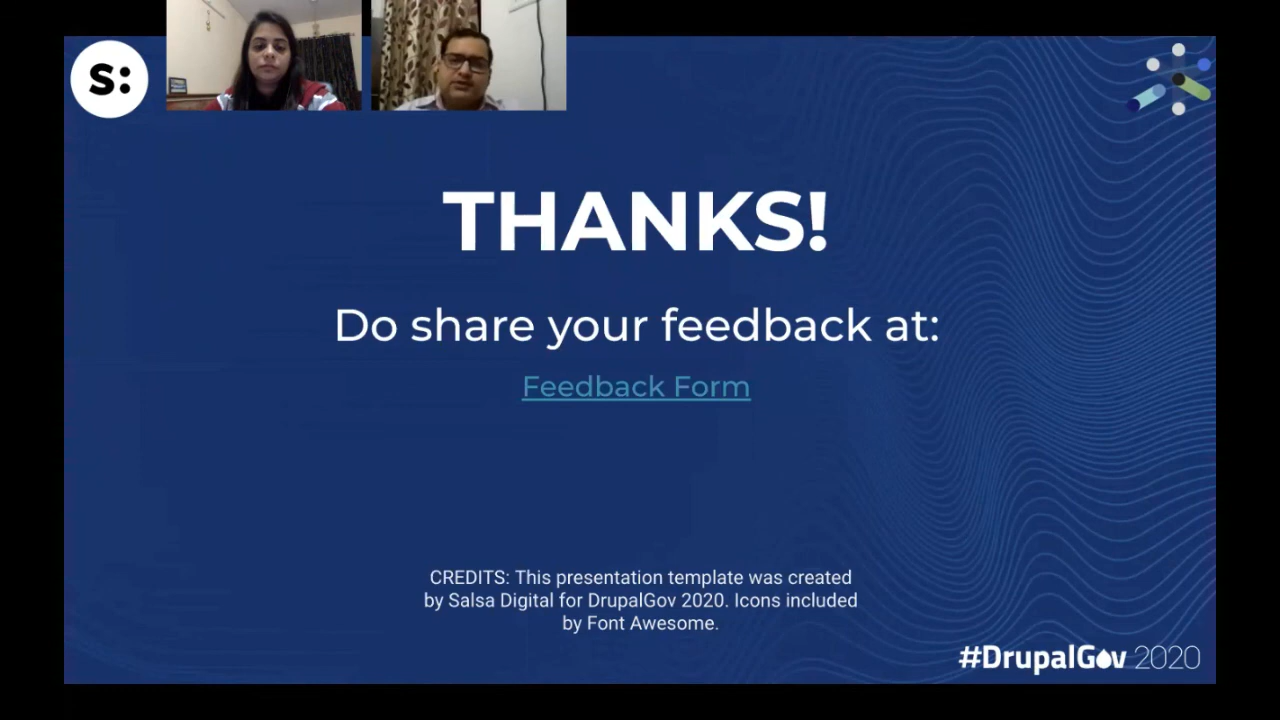 S:
THANKS!
Do share your feedback at:
Feedback Form
CREDITS: This presentation template was created
by Salsa Digital for DrupalGov 2020. Icons included
by Font Awesome.
#DrupalGov 2020